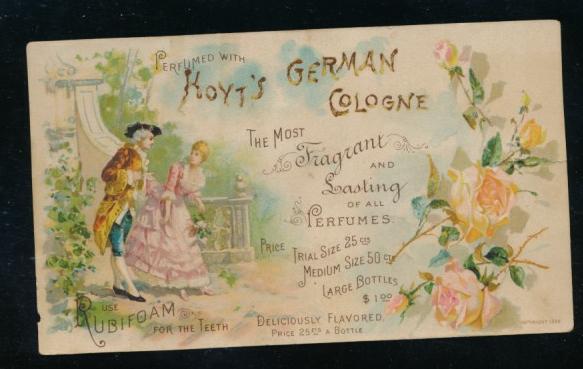 PERFUMED WITH
HOYT'S GERMAN
COLOGNE
THE MOST
Fragrant
AND
Lasting
OF ALL
PERFUMES.
PRICE TRIAL SIZE 25 CTS
MEDIUM SIZE 50 CTS
LARGE BOTTLES
$1.00
USE
RUBIFOAM FOR THE TEETH
DELICIOUSLY FLAVORED.
PRICE 25 CTS A BOTTLE.
COPYRIGHT